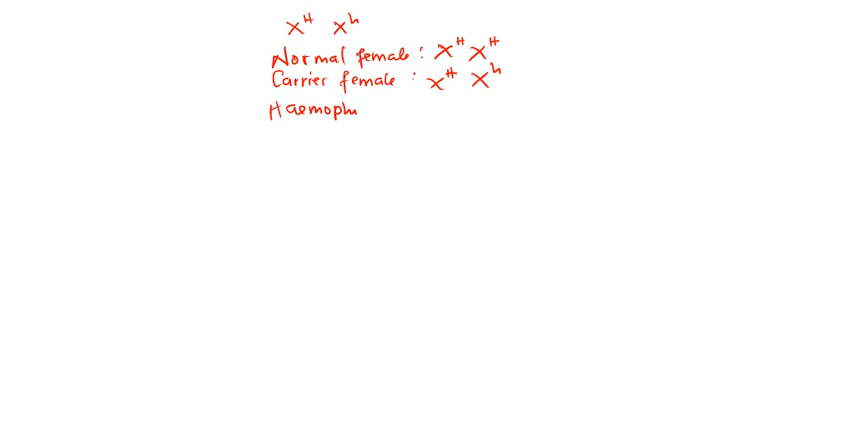 X^H X^h
Normal female : X^H X^H
Carrier female : X^H X^h
Haemoph